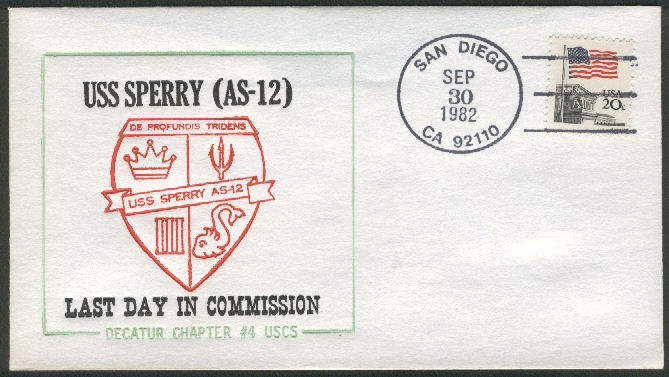 USS SPERRY (AS-12)
DE PROFUNDIS TRIDENS
USS SPERRY AS-12
LAST DAY IN COMMISSION
DECATUR CHAPTER #4 USCS
SAN DIEGO
SEP
30
1982
CA 92110
USA
20c